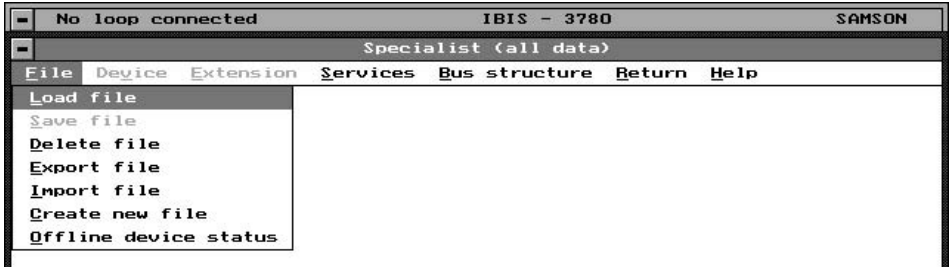 No loop connected IBIS - 3780 SAMSON
Specialist (all data)
File Device Extension Services Bus structure Return Help
Load file
Save file
Delete file
Export file
Import file
Create new file
Offline device status